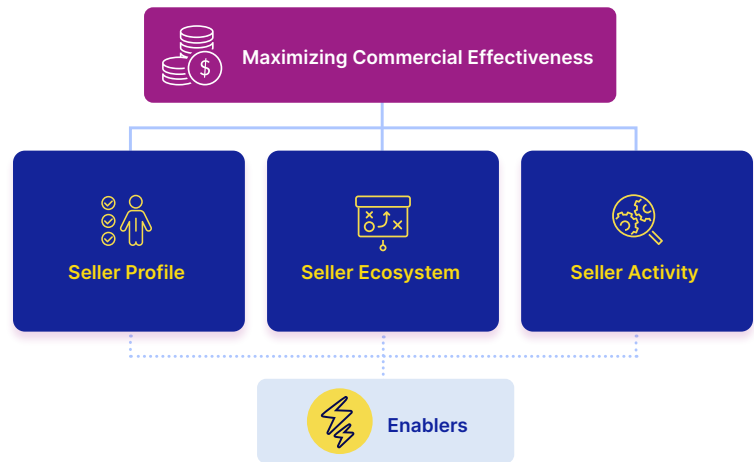 $
Maximizing Commercial Effectiveness
Seller Profile
Seller Ecosystem
Seller Activity
Enablers